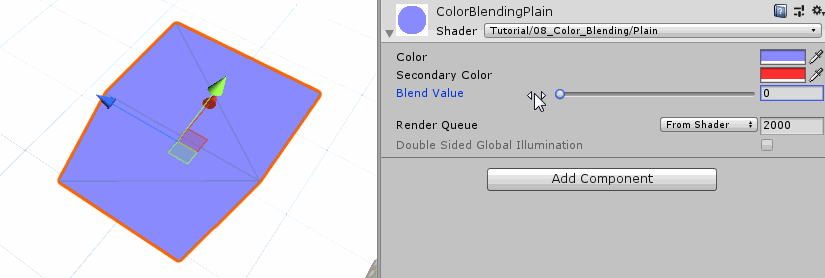 ColorBlendingPlain
Shader Tutorial/08_Color_Blending/Plain
Color
Secondary Color
Blend Value 0
Render Queue From Shader 2000
Double Sided Global Illumination
Add Component